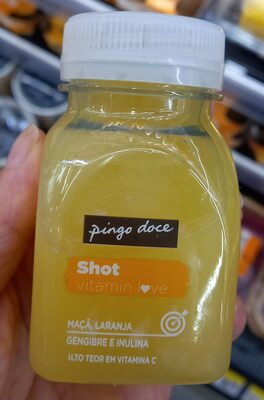 pingo doce
Shot
vitamin love
MAÇÃ, LARANJA
GENGIBRE E INULINA
ALTO TEOR EM VITAMINA C